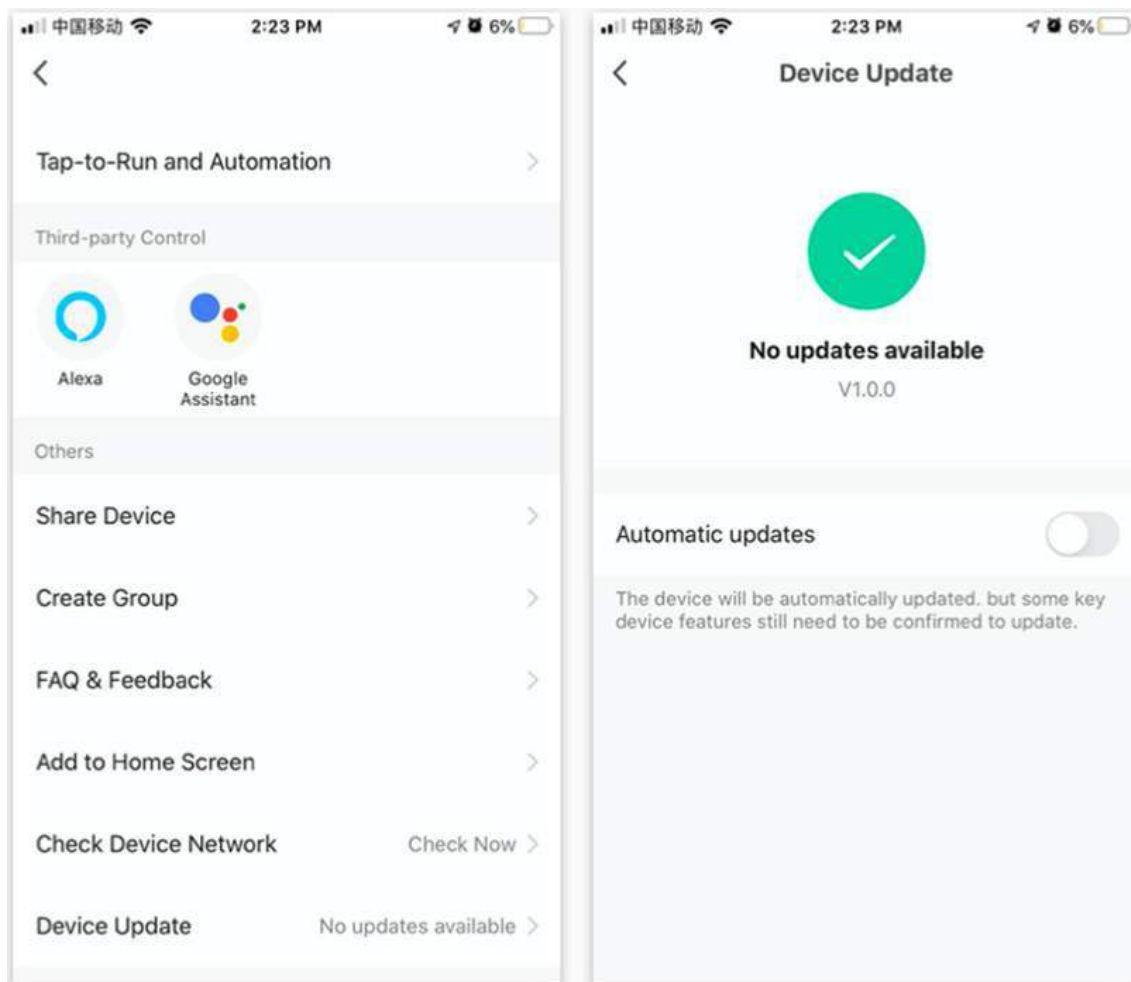 中国移动 2:23 PM 6%
Tap-to-Run and Automation
Third-party Control
Alexa
Google
Assistant
Others
Share Device
Create Group
FAQ & Feedback
Add to Home Screen
Check Device Network Check Now
Device Update No updates available
中国移动 2:23 PM 6%
Device Update
No updates available
V1.0.0
Automatic updates
The device will be automatically updated. but some key
device features still need to be confirmed to update.